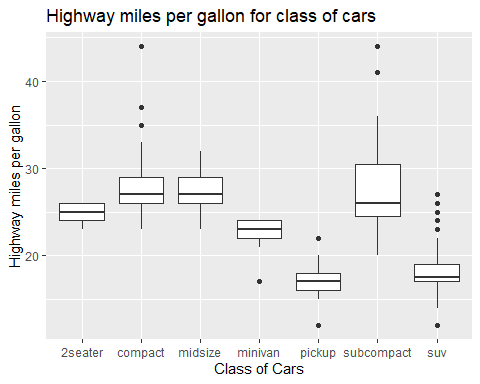 Highway miles per gallon for class of cars
Highway miles per gallon
40
30
20
2seater compact midsize minivan pickup subcompact suv
Class of Cars